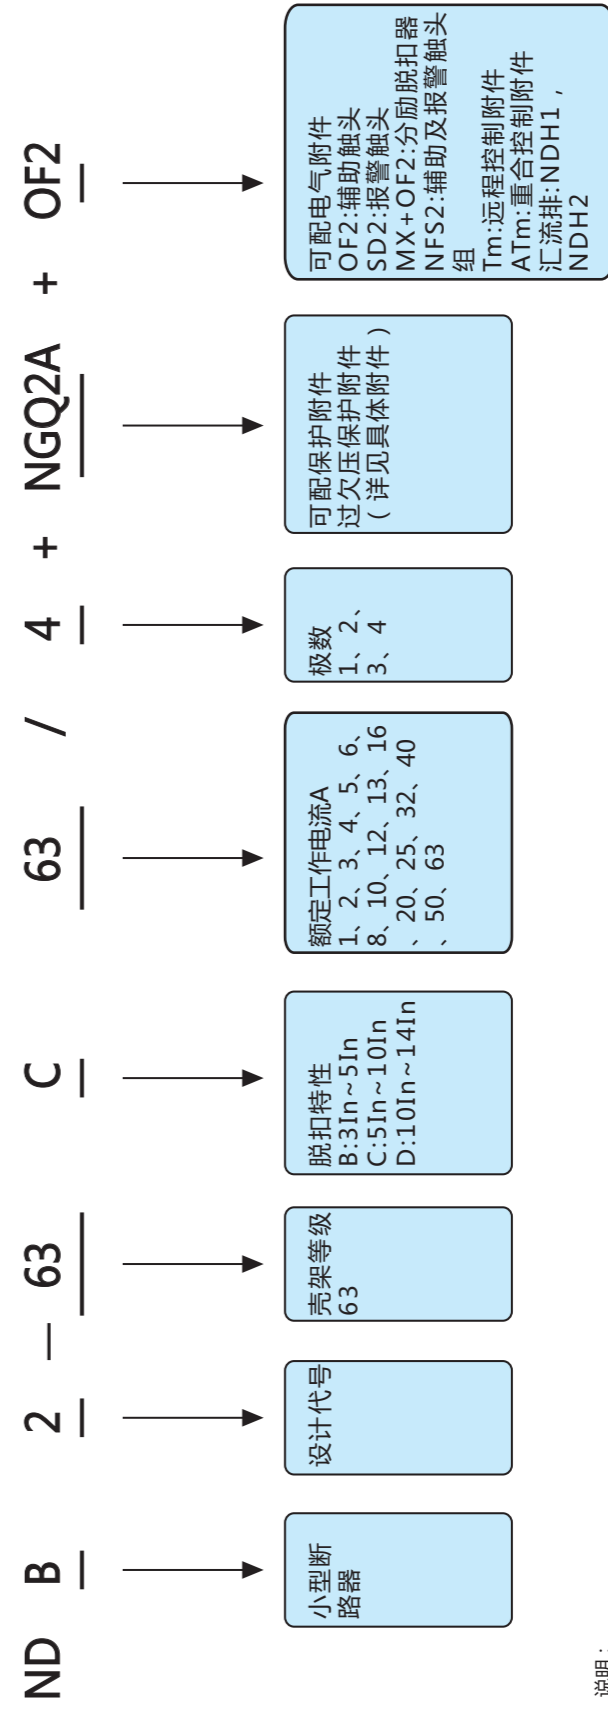 ND B 2 — 63 C 63 / 4 + NGQ2A + OF2
小型断
路器
设计代号
壳架等级
63
脱扣特性
B:3In~5In
C:5In~10In
D:10In~14In
额定工作电流A
1、2、3、4、5、6、
8、10、12、13、16
、20、25、32、40
、50、63
极数
1、2、
3、4
可配保护附件
过欠压保护附件
(详见具体附件)
可配电气附件
OF2:辅助触头
SD2:报警触头
MX+OF2:分励脱扣器
NFS2:辅助及报警触头
组
Tm:远程控制附件
ATm:重合控制附件
汇流排:NDH1,
NDH2
说明: